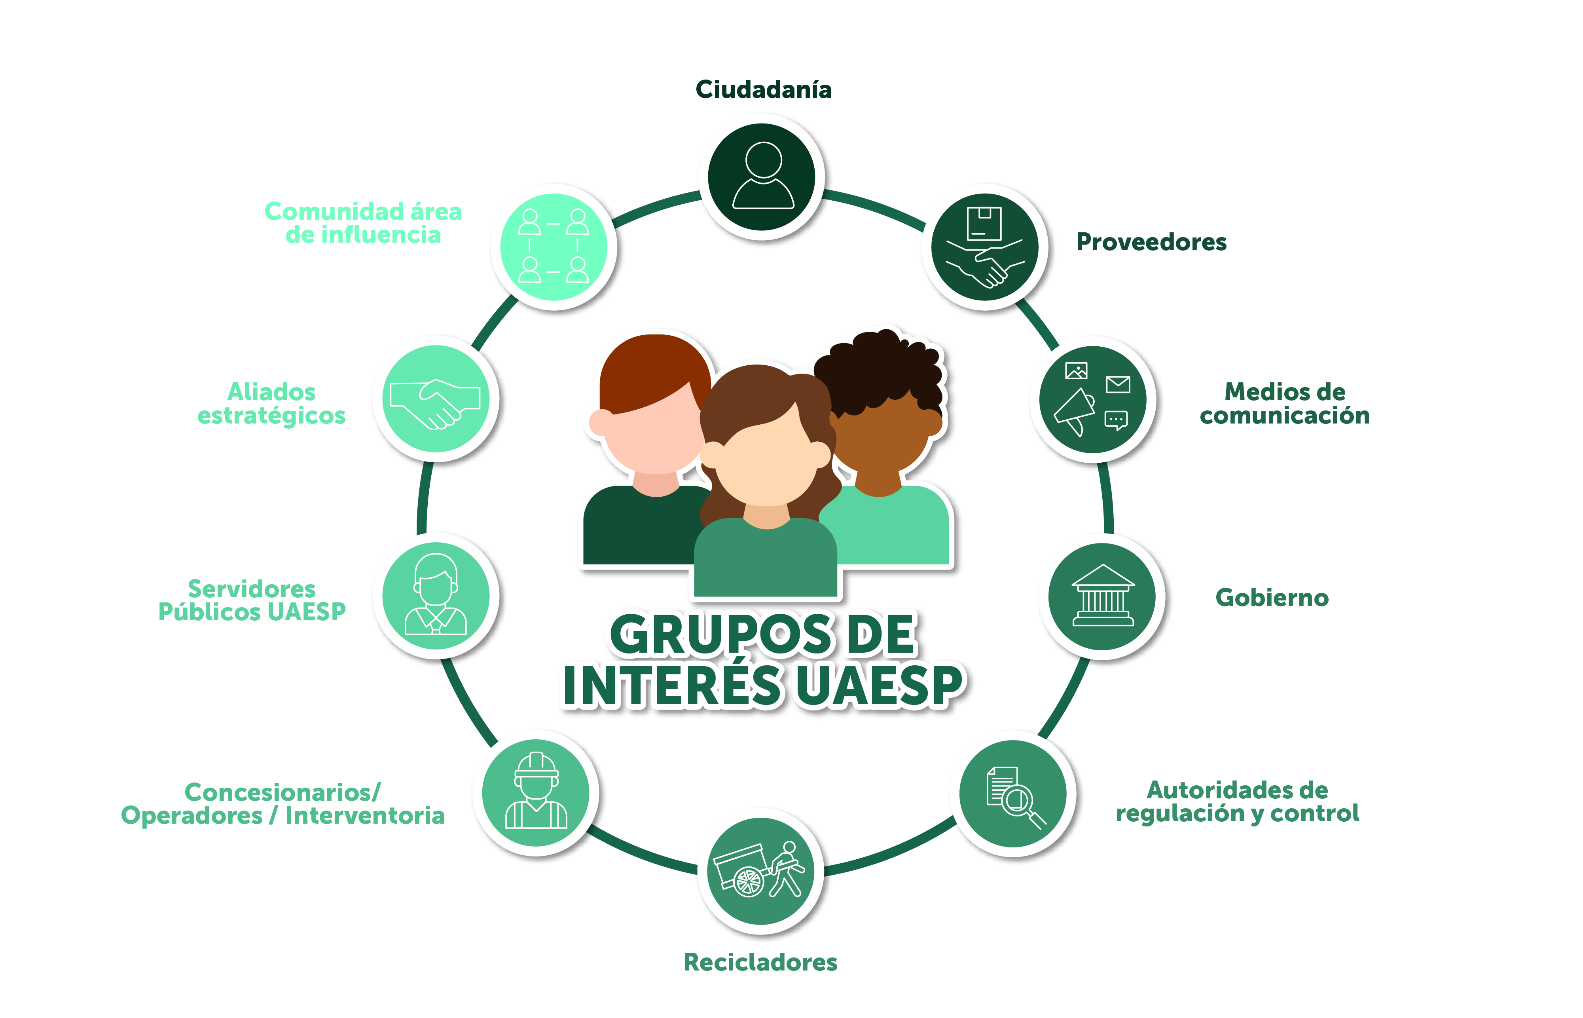 Ciudadanía
Comunidad área
de influencia
Proveedores
Aliados
estratégicos
Medios de
comunicación
Servidores
Públicos UAESP
Gobierno
GRUPOS DE
INTERÉS UAESP
Concesionarios/
Operadores / Interventoria
Autoridades de
regulación y control
Recicladores